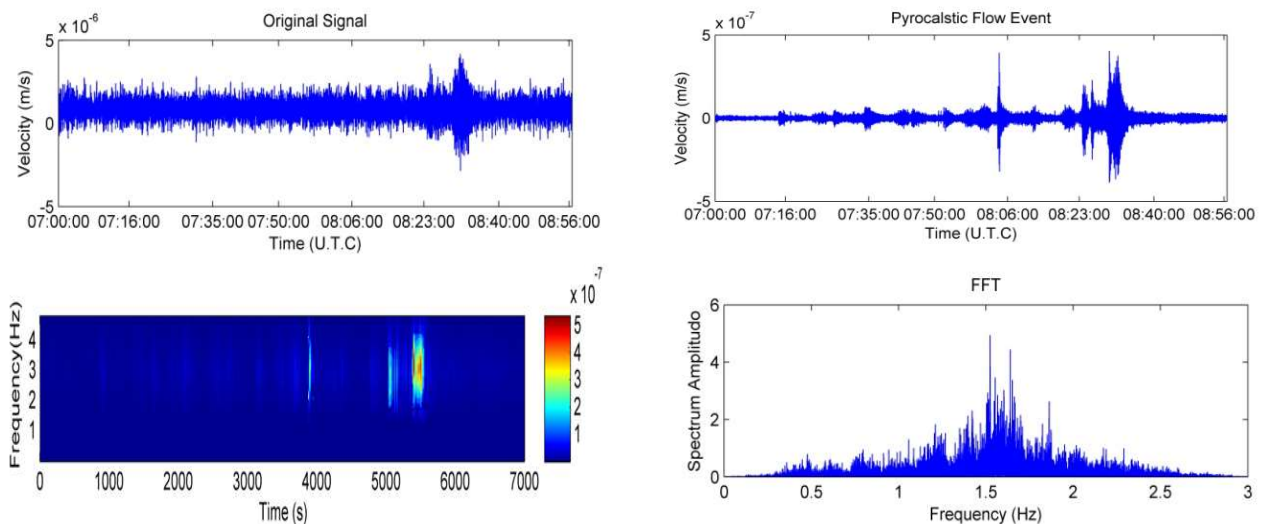 Original Signal
x 10^-6
5
0
-5
Velocity (m/s)
07:00:00 07:16:00 07:35:00 07:50:00 08:06:00 08:23:00 08:40:00 08:56:00
Time (U.T.C)
Pyrocalstic Flow Event
x 10^-7
5
0
-5
Velocity (m/s)
07:00:00 07:16:00 07:35:00 07:50:00 08:06:00 08:23:00 08:40:00 08:56:00
Time (U.T.C)
Frequency(Hz)
4
3
2
1
0 1000 2000 3000 4000 5000 6000 7000
Time (s)
x 10^-7
5
4
3
2
1
FFT
Spectrum Amplitudo
6
4
2
0
0 0.5 1 1.5 2 2.5 3
Frequency (Hz)